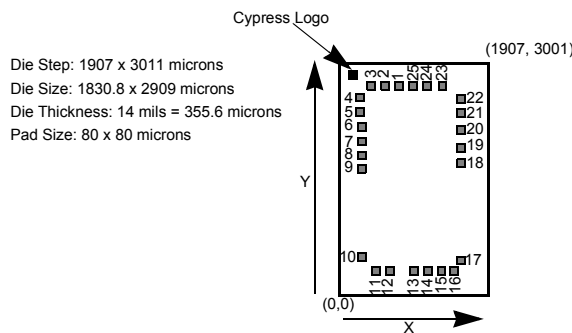 Cypress Logo
(1907, 3001)
Die Step: 1907 x 3011 microns
Die Size: 1830.8 x 2909 microns
Die Thickness: 14 mils = 355.6 microns
Pad Size: 80 x 80 microns
3 2 1 25 24 23
4 22
5 21
6 20
7 19
8 18
9
Y
10 17
11 12 13 14 15 16
(0,0)
X